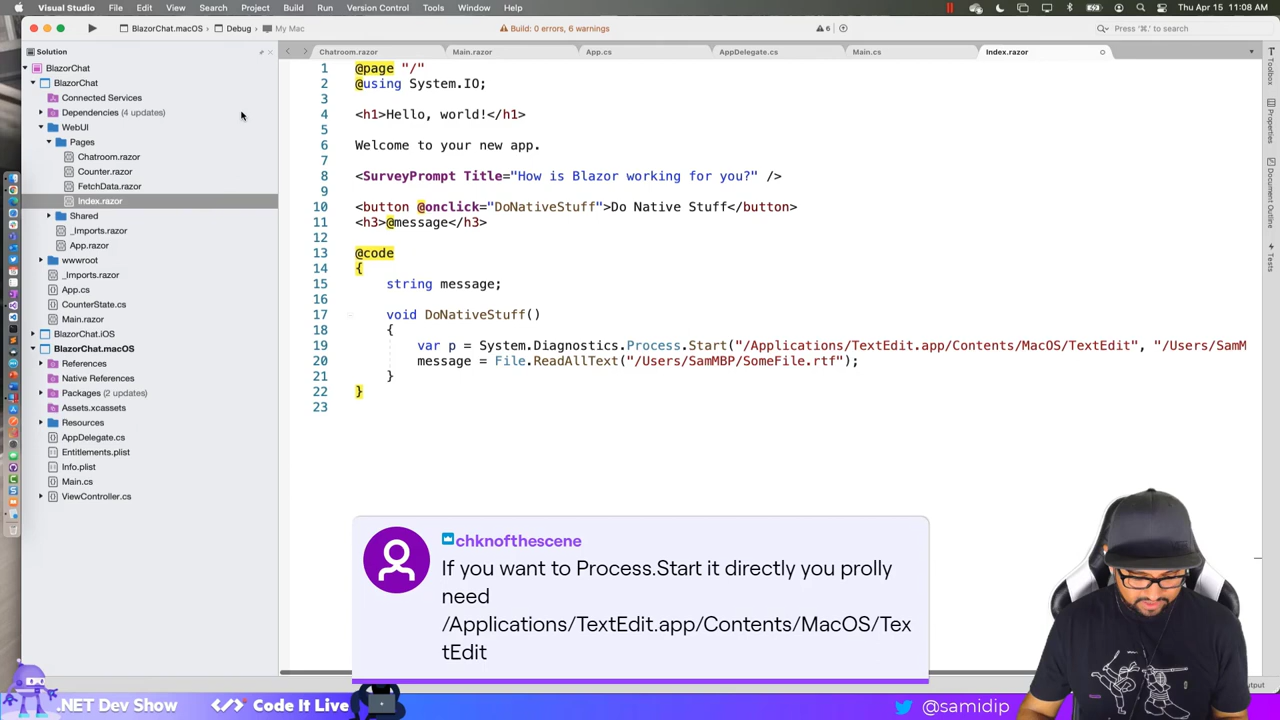 Visual Studio File Edit View Search Project Build Run Version Control Tools Window Help Thu Apr 15 11:08 AM
BlazorChat.macOS Debug My Mac Build: 0 errors, 6 warnings 6 Press '⌘.' to search
Solution
Chatroom.razor Main.razor App.cs AppDelegate.cs Main.cs Index.razor
BlazorChat
BlazorChat
Connected Services
Dependencies (4 updates)
WebUI
Pages
Chatroom.razor
Counter.razor
FetchData.razor
Index.razor
Shared
_Imports.razor
App.razor
wwwroot
_Imports.razor
App.cs
CounterState.cs
Main.razor
BlazorChat.iOS
BlazorChat.macOS
References
Native References
Packages (2 updates)
Assets.xcassets
Resources
AppDelegate.cs
Entitlements.plist
Info.plist
Main.cs
ViewController.cs
1 @page "/"
2 @using System.IO;
3
4 <h1>Hello, world!</h1>
5
6 Welcome to your new app.
7
8 <SurveyPrompt Title="How is Blazor working for you?" />
9
10 <button @onclick="DoNativeStuff">Do Native Stuff</button>
11 <h3>@message</h3>
12
13 @code
14 {
15 string message;
16
17 void DoNativeStuff()
18 {
19 var p = System.Diagnostics.Process.Start("/Applications/TextEdit.app/Contents/MacOS/TextEdit", "/Users/SamM
20 message = File.ReadAllText("/Users/SamMBP/SomeFile.rtf");
21 }
22 }
23
Toolbox
Properties
Document Outline
Tests
chknofthescene
If you want to Process.Start it directly you prolly
need
/Applications/TextEdit.app/Contents/MacOS/Tex
tEdit
.NET Dev Show </> Code It Live @samidip